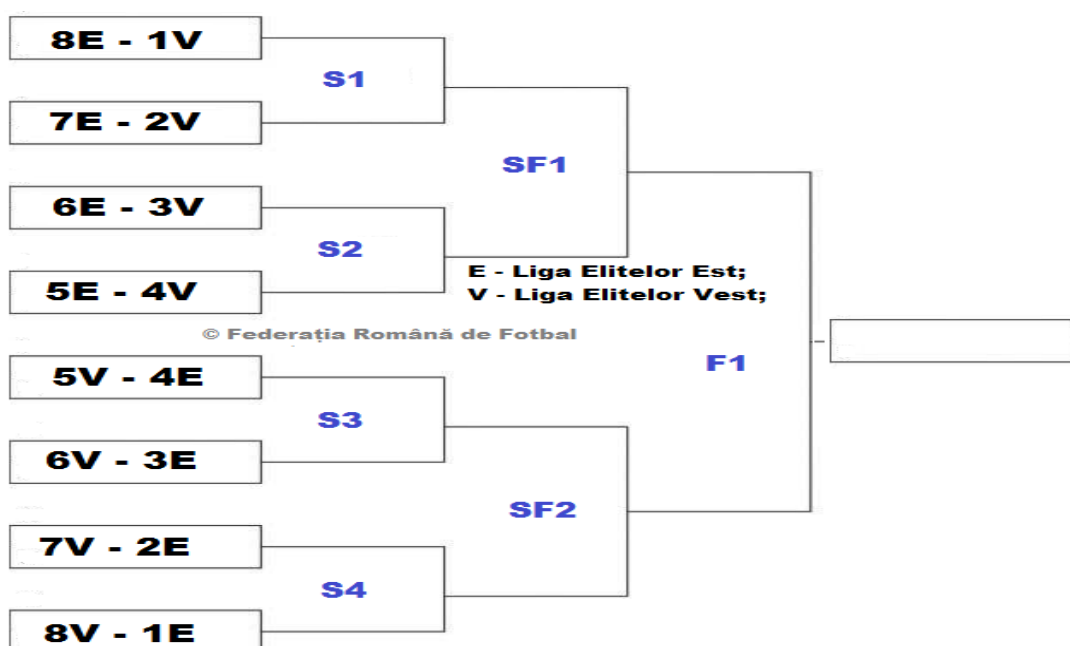 8E - 1V
S1
7E - 2V
SF1
6E - 3V
S2
5E - 4V
E - Liga Elitelor Est;
V - Liga Elitelor Vest;
© Federația Română de Fotbal
F1
5V - 4E
S3
6V - 3E
SF2
7V - 2E
S4
8V - 1E